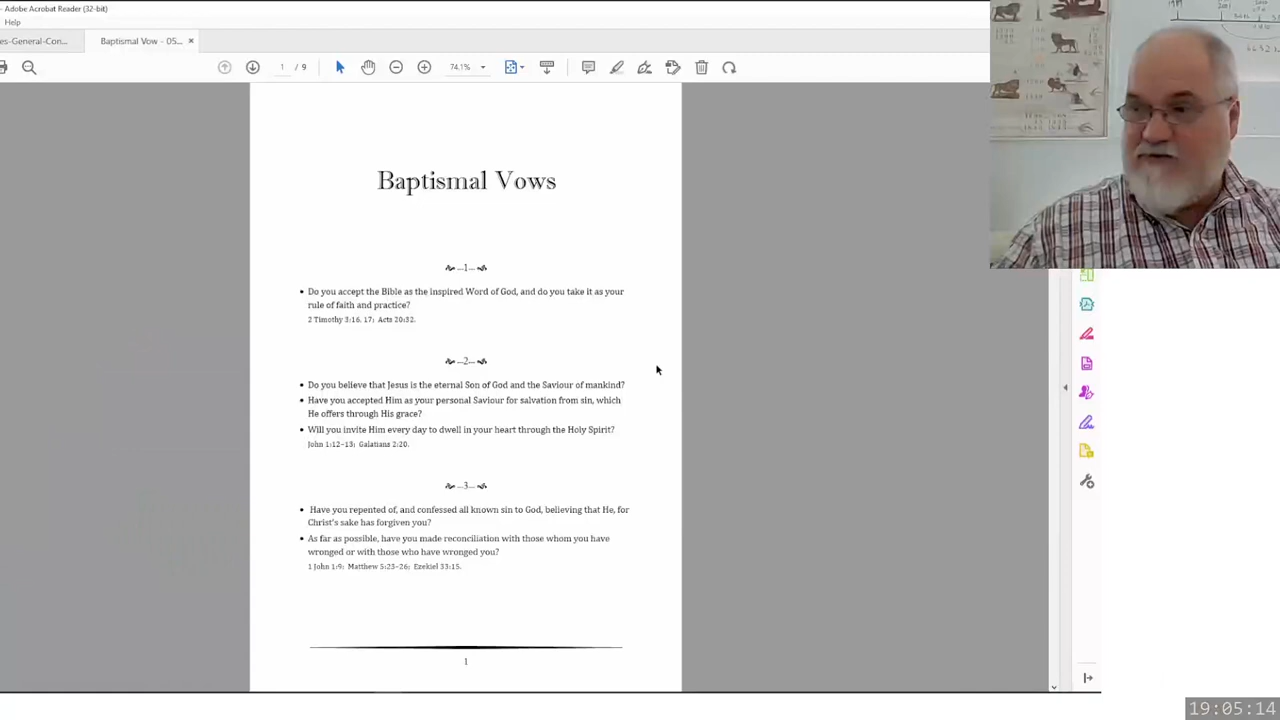 - Adobe Acrobat Reader (32-bit)
Help
es-General-Con...
Baptismal Vow - 05... ×
1 / 9
74.1%
Baptismal Vows
—1—
• Do you accept the Bible as the inspired Word of God, and do you take it as your
rule of faith and practice?
2 Timothy 3:16, 17; Acts 20:32.
—2—
• Do you believe that Jesus is the eternal Son of God and the Saviour of mankind?
• Have you accepted Him as your personal Saviour for salvation from sin, which
He offers through His grace?
• Will you invite Him every day to dwell in your heart through the Holy Spirit?
John 1:12–13; Galatians 2:20.
—3—
• Have you repented of, and confessed all known sin to God, believing that He, for
Christ's sake has forgiven you?
• As far as possible, have you made reconciliation with those whom you have
wronged or with those who have wronged you?
1 John 1:9; Matthew 5:23–26; Ezekiel 33:15.
1
19:05:14